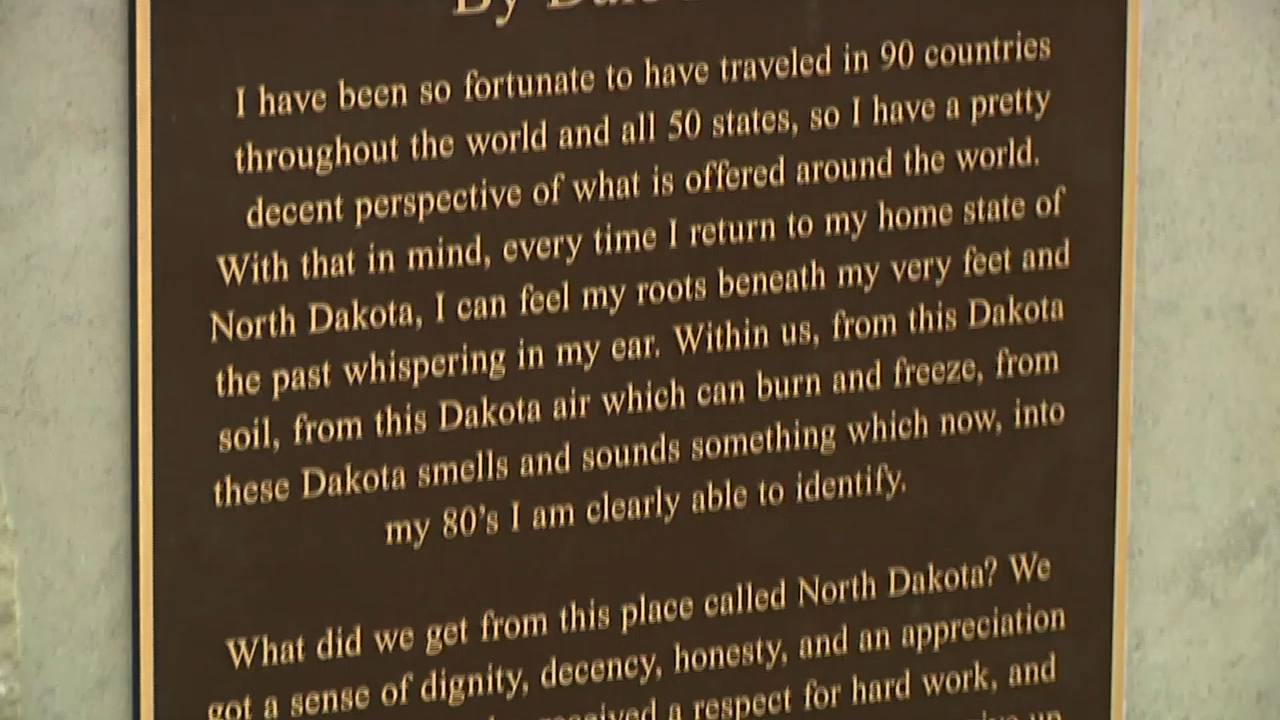 By
I have been so fortunate to have traveled in 90 countries
throughout the world and all 50 states, so I have a pretty
decent perspective of what is offered around the world.
With that in mind, every time I return to my home state of
North Dakota, I can feel my roots beneath my very feet and
the past whispering in my ear. Within us, from this Dakota
soil, from this Dakota air which can burn and freeze, from
these Dakota smells and sounds something which now, into
my 80's I am clearly able to identify.
What did we get from this place called North Dakota? We
got a sense of dignity, decency, honesty, and an appreciation
received a respect for hard work, and
up